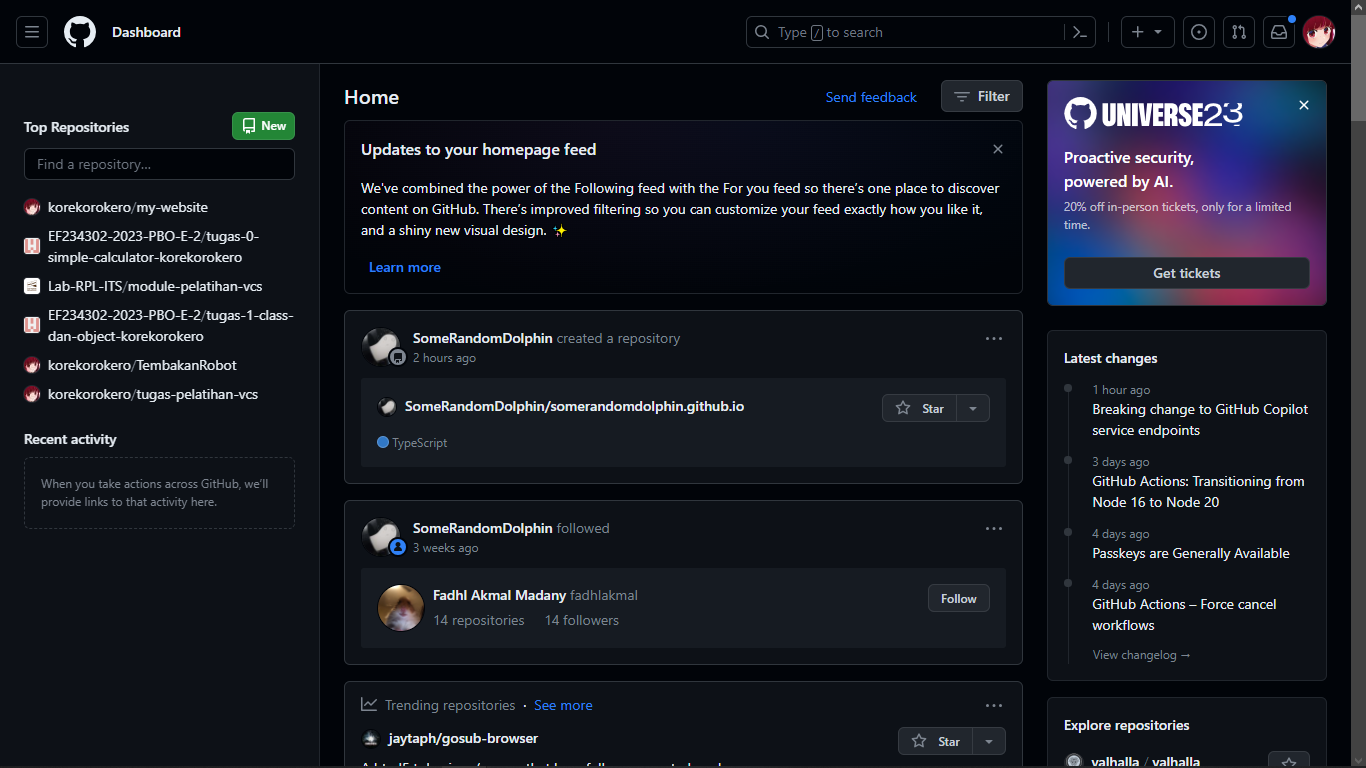 Dashboard
Type / to search
Top Repositories
New
Find a repository...
korekorokero/my-website
EF234302-2023-PBO-E-2/tugas-0-
simple-calculator-korekorokero
Lab-RPL-ITS/module-pelatihan-vcs
EF234302-2023-PBO-E-2/tugas-1-class-
dan-object-korekorokero
korekorokero/TembakanRobot
korekorokero/tugas-pelatihan-vcs
Recent activity
When you take actions across GitHub, we'll
provide links to that activity here.
Home
Send feedback
Filter
Updates to your homepage feed
We've combined the power of the Following feed with the For you feed so there's one place to discover
content on GitHub. There's improved filtering so you can customize your feed exactly how you like it,
and a shiny new visual design. ✨
Learn more
SomeRandomDolphin created a repository
2 hours ago
SomeRandomDolphin/somerandomdolphin.github.io
Star
TypeScript
SomeRandomDolphin followed
3 weeks ago
Fadhl Akmal Madany fadhlakmal
14 repositories 14 followers
Follow
Trending repositories · See more
jaytaph/gosub-browser
Star
UNIVERSE23
Proactive security,
powered by AI.
20% off in-person tickets, only for a limited
time.
Get tickets
Latest changes
1 hour ago
Breaking change to GitHub Copilot
service endpoints
3 days ago
GitHub Actions: Transitioning from
Node 16 to Node 20
4 days ago
Passkeys are Generally Available
4 days ago
GitHub Actions – Force cancel
workflows
View changelog →
Explore repositories
valhalla / valhalla